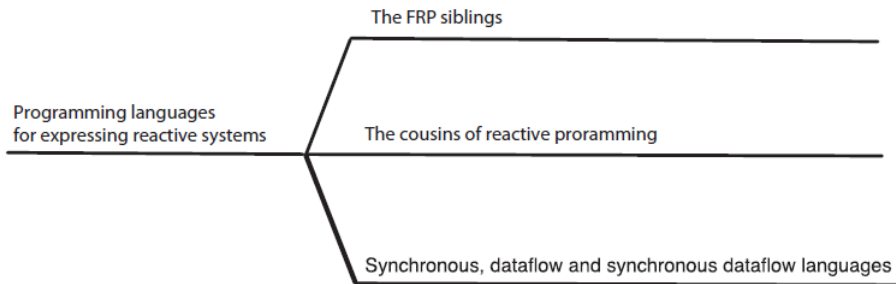 The FRP siblings
Programming languages
for expressing reactive systems
The cousins of reactive proramming
Synchronous, dataflow and synchronous dataflow languages